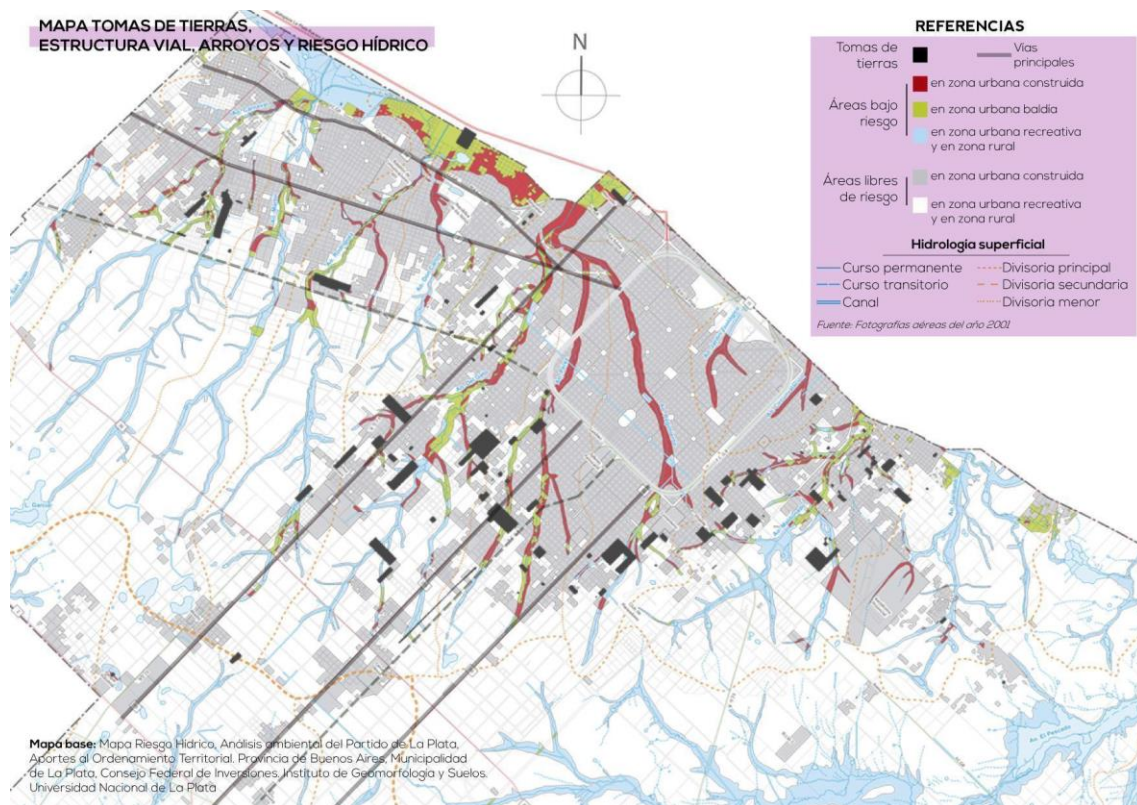 MAPA TOMAS DE TIERRAS,
ESTRUCTURA VIAL, ARROYOS Y RIESGO HÍDRICO
N
REFERENCIAS
Tomas de
tierras
Vías
principales
Áreas bajo
riesgo
en zona urbana construida
en zona urbana baldía
en zona urbana recreativa
y en zona rural
Áreas libres
de riesgo
en zona urbana construida
en zona urbana recreativa
y en zona rural
Hidrología superficial
Curso permanente
Divisoria principal
Curso transitorio
Divisoria secundaria
Canal
Divisoria menor
Fuente: Fotografías aéreas del año 2001
Av. El Pescado
Mapa base: Mapa Riesgo Hídrico, Análisis ambiental del Partido de La Plata,
Aportes al Ordenamiento Territorial. Provincia de Buenos Aires, Municipalidad
de La Plata, Consejo Federal de Inversiones, Instituto de Geomorfología y Suelos.
Universidad Nacional de La Plata